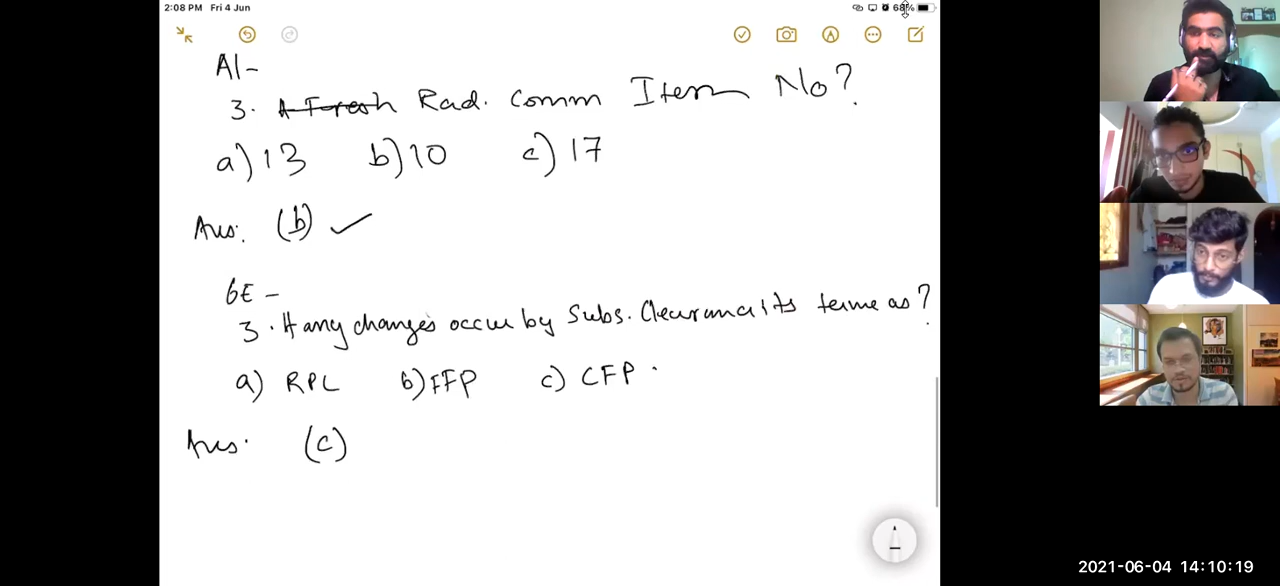 2:08 PM Fri 4 Jun
68%
AI-
3. A Fresh Rad. Comm Item No?
a) 13 b) 10 c) 17
Ans. (b) ✓
GE -
3. If any changes occur by Subs. Clearance its terme as?
a) RPL b) FFP c) CFP .
Ans. (c)
2021-06-04 14:10:19